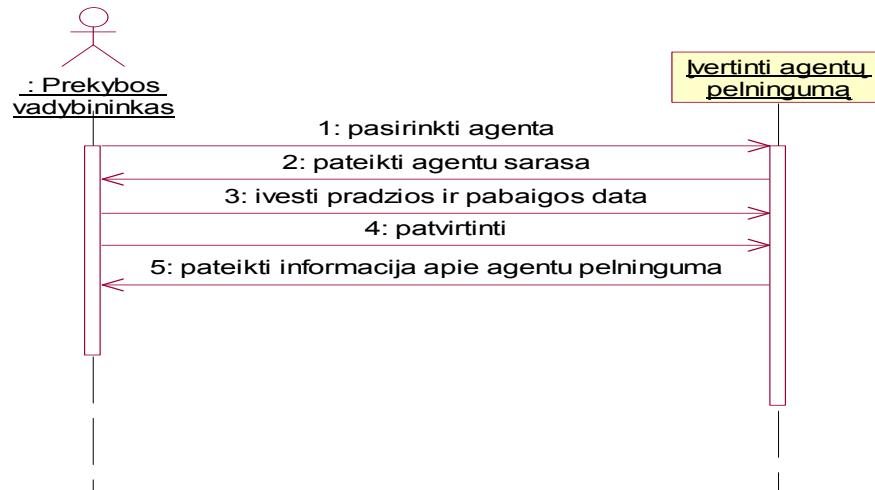 : Prekybos
vadybininkas
Įvertinti agentų
pelningumą
1: pasirinkti agenta
2: pateikti agentu sarasa
3: ivesti pradzios ir pabaigos data
4: patvirtinti
5: pateikti informacija apie agentu pelninguma